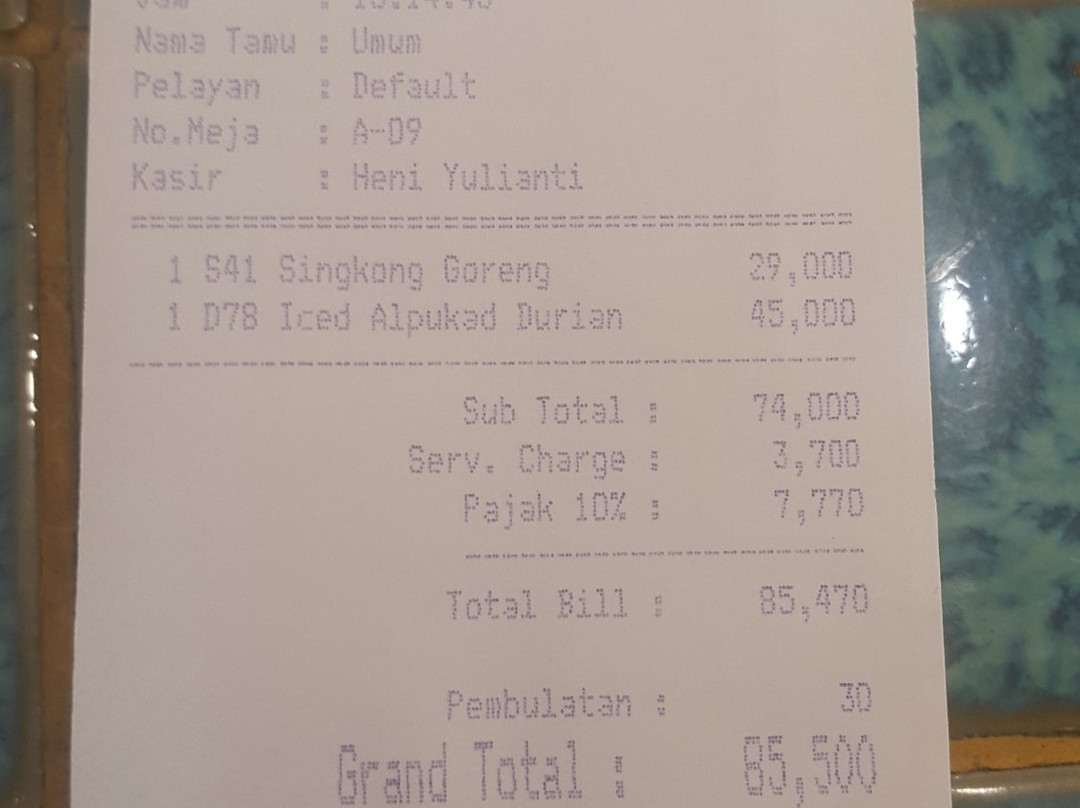 Nama Tamu : Umum
Pelayan : Default
No.Meja : A-09
Kasir : Heni Yulianti
1 S41 Singkong Goreng 29,000
1 D78 Iced Alpukad Durian 45,000
Sub Total : 74,000
Serv. Charge : 3,700
Pajak 10% : 7,770
Total Bill : 85,470
Pembulatan : 30
Grand Total : 85,500